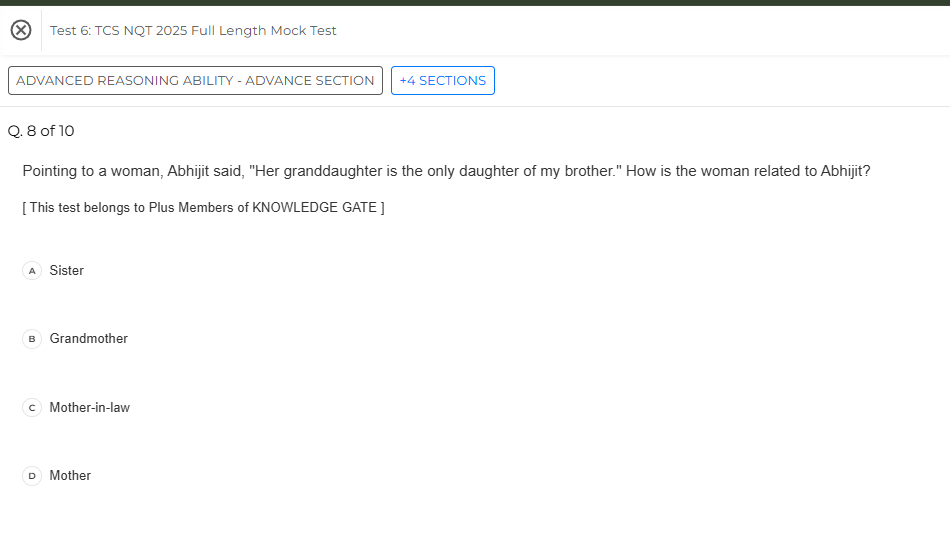 Test 6: TCS NQT 2025 Full Length Mock Test
ADVANCED REASONING ABILITY - ADVANCE SECTION
+4 SECTIONS
Q. 8 of 10
Pointing to a woman, Abhijit said, "Her granddaughter is the only daughter of my brother." How is the woman related to Abhijit?
[ This test belongs to Plus Members of KNOWLEDGE GATE ]
A Sister
B Grandmother
C Mother-in-law
D Mother